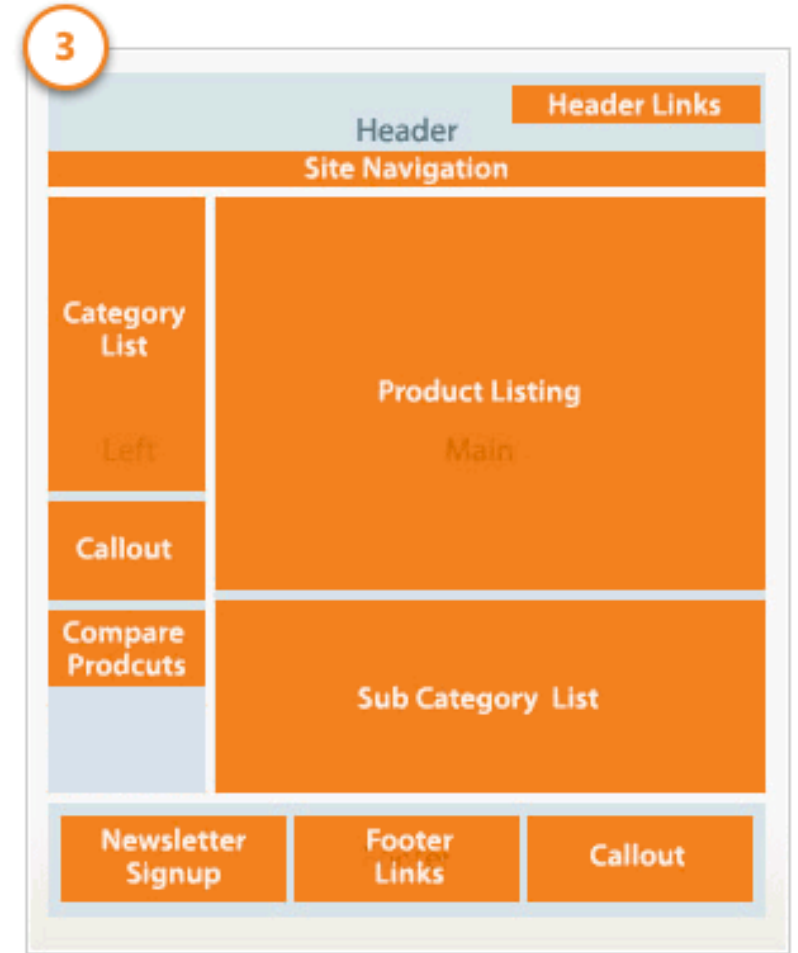 3
Header Links
Header
Site Navigation
Category
List
Product Listing
Left
Main
Callout
Compare
Prodcuts
Sub Category List
Newsletter
Signup
Footer
Links
Callout